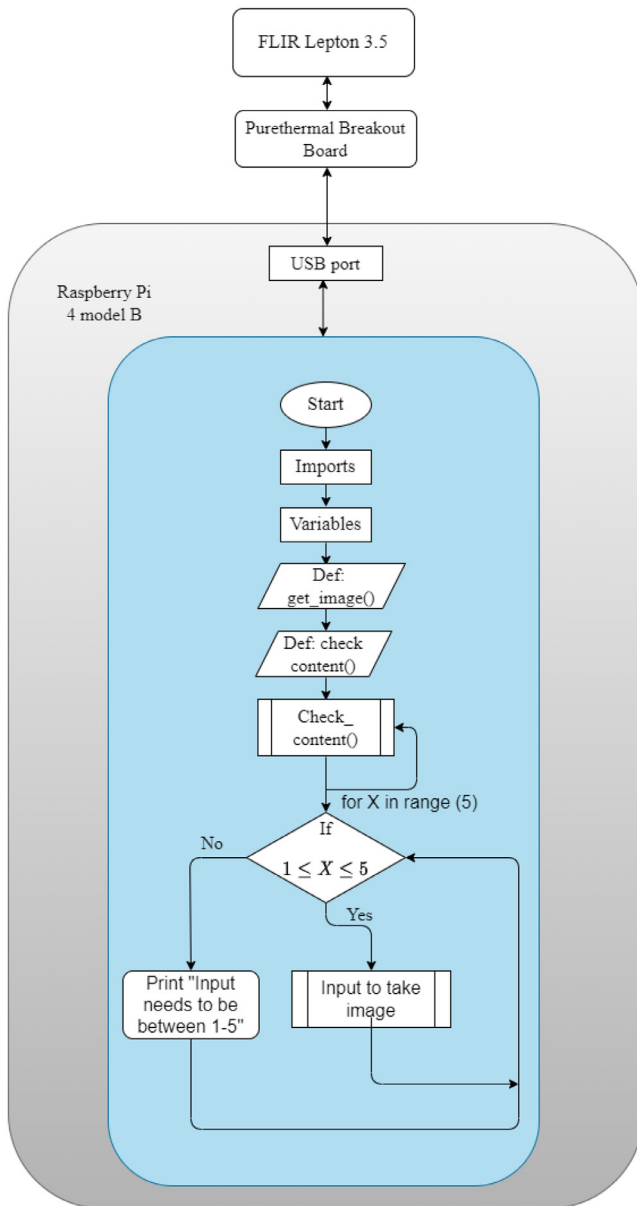 FLIR Lepton 3.5
Purethermal Breakout
Board
USB port
Raspberry Pi
4 model B
Start
Imports
Variables
Def:
get_image()
Def: check
content()
Check_
content()
for X in range (5)
If
1 ≤ X ≤ 5
No
Yes
Print "Input
needs to be
between 1-5"
Input to take
image